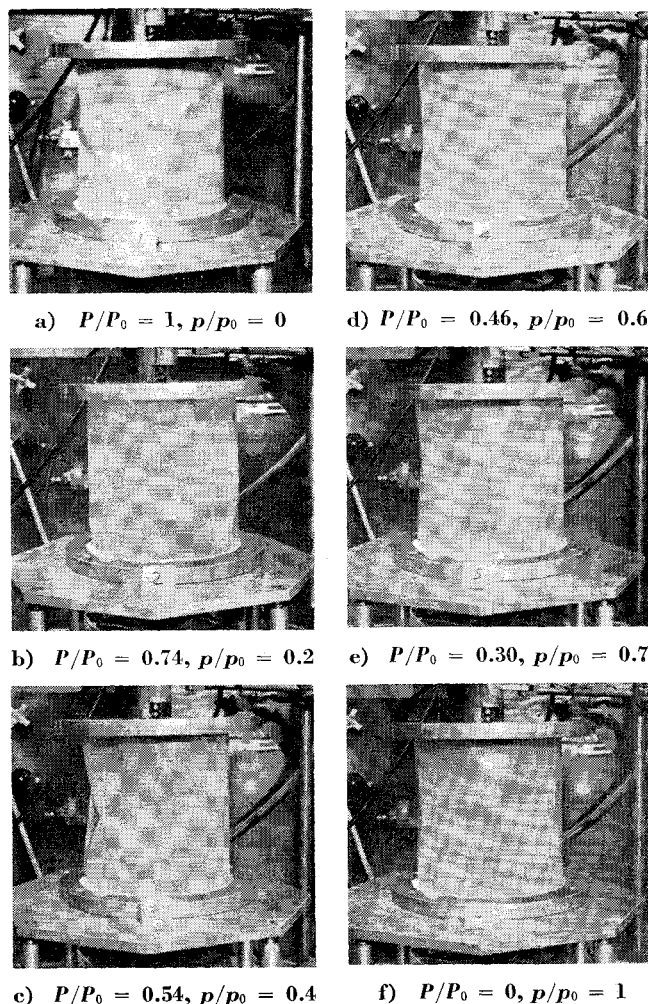 a) P/P₀ = 1, p/p₀ = 0
2
b) P/P₀ = 0.74, p/p₀ = 0.2
c) P/P₀ = 0.54, p/p₀ = 0.4
d) P/P₀ = 0.46, p/p₀ = 0.6
e) P/P₀ = 0.30, p/p₀ = 0.7
f) P/P₀ = 0, p/p₀ = 1